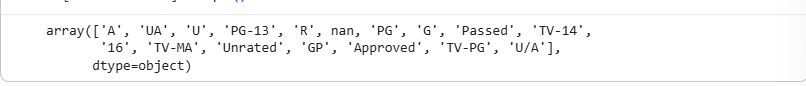 array(['A', 'UA', 'U', 'PG-13', 'R', nan, 'PG', 'G', 'Passed', 'TV-14',
'16', 'TV-MA', 'Unrated', 'GP', 'Approved', 'TV-PG', 'U/A'],
dtype=object)